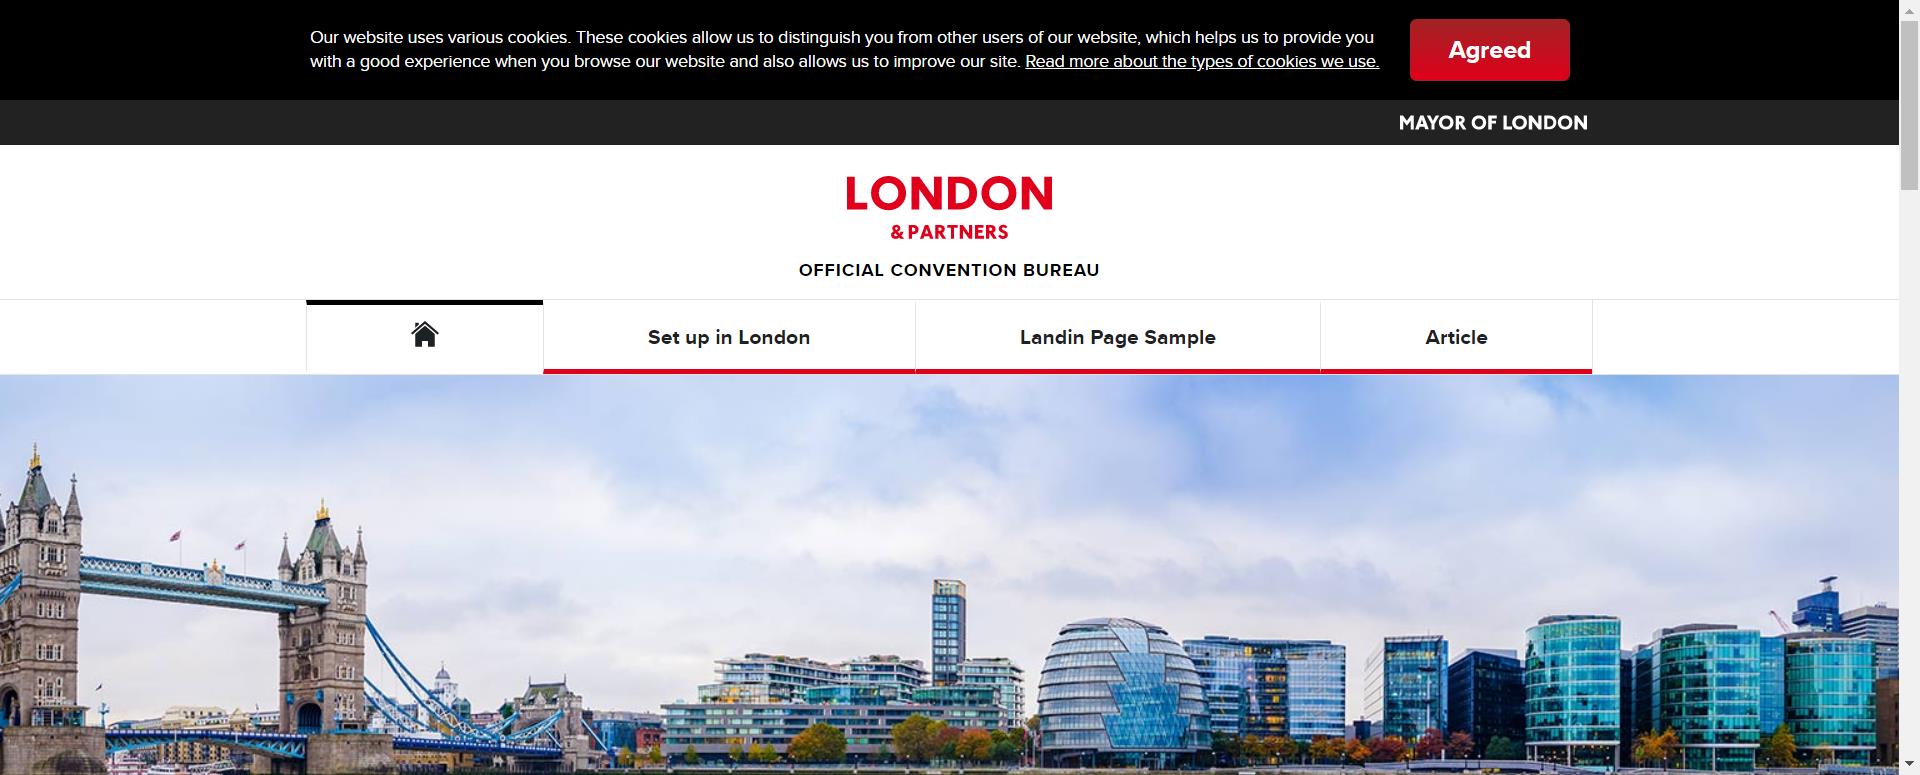 Our website uses various cookies. These cookies allow us to distinguish you from other users of our website, which helps us to provide you
with a good experience when you browse our website and also allows us to improve our site. Read more about the types of cookies we use.
Agreed
MAYOR OF LONDON
LONDON
& PARTNERS
OFFICIAL CONVENTION BUREAU
Set up in London
Landin Page Sample
Article